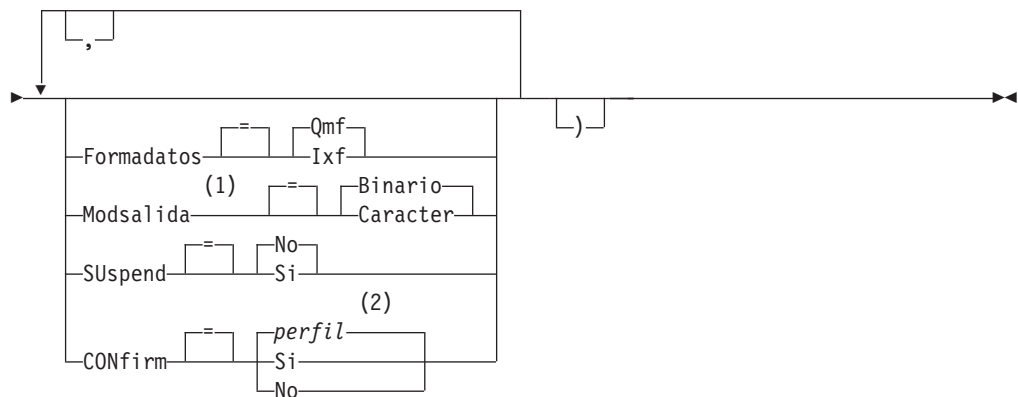 ,
)
Formadatos = Qmf
Ixf
(1)
Modsalida = Binario
Caracter
SUspend = No
Si
(2)
CONfirm = perfil
Si
No